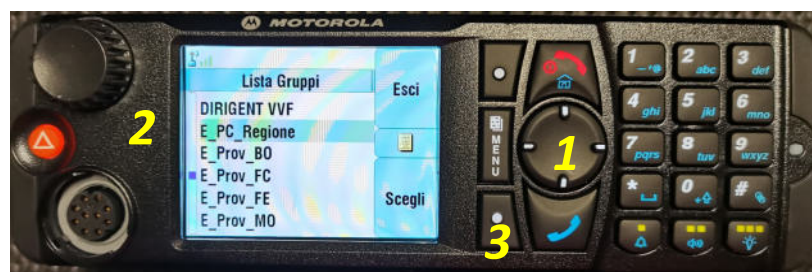 MOTOROLA
Lista Gruppi
DIRIGENT VVF
E_PC_Regione
E_Prov_BO
E_Prov_FC
E_Prov_FE
E_Prov_MO
Esci
Scegli
2
MENU
1
3
1
2 abc
3 def
4 ghi
5 jkl
6 mno
7 pqrs
8 tuv
9 wxyz
*
0
#